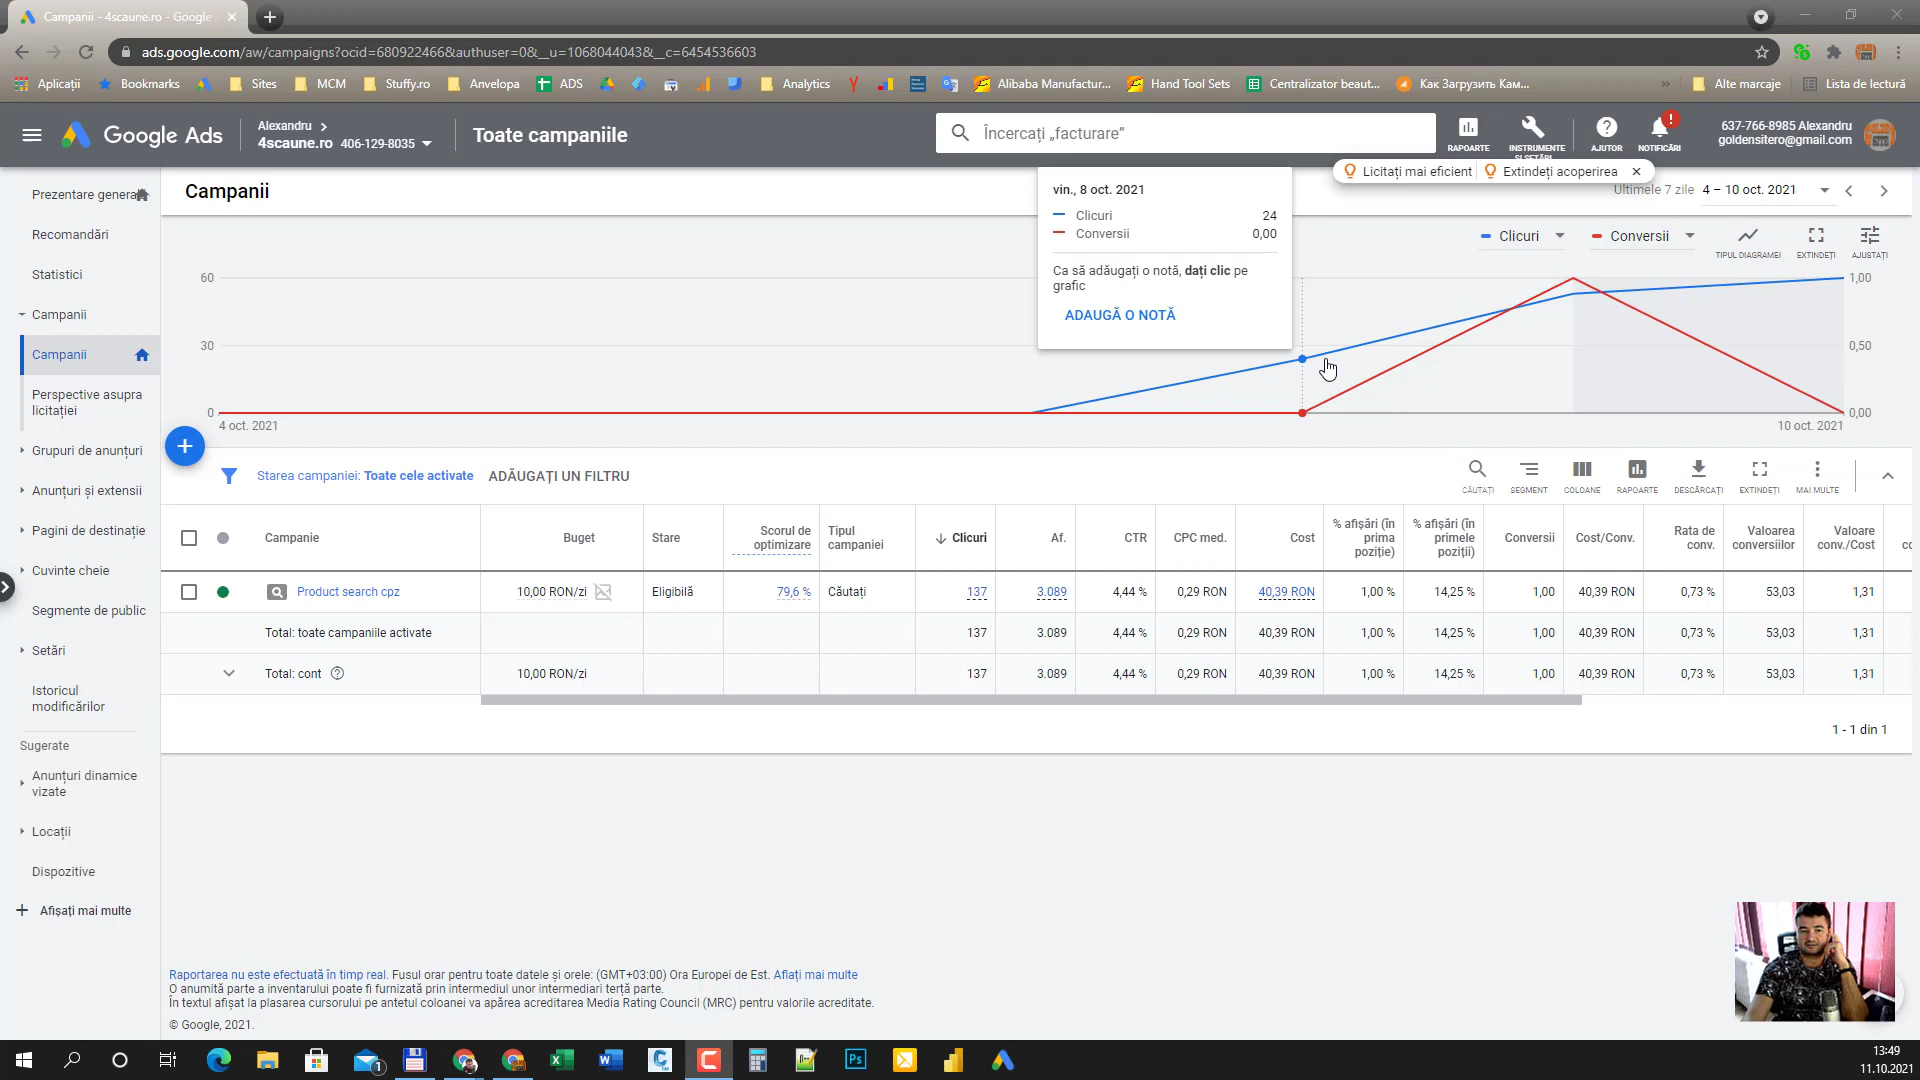 Campanii - 4scaune.ro - Google
ads.google.com/aw/campaigns?ocid=680922466&authuser=0&__u=1068044043&__c=6454536603
Aplicații Bookmarks Sites MCM Stuffy.ro Anvelopa ADS Analytics Alibaba Manufactur... Hand Tool Sets Centralizator beaut... Как Загрузить Кам... » Alte marcaje Lista de lectură
Google Ads
Alexandru
4scaune.ro 406-129-8035
Toate campaniile
Încercați „facturare”
RAPOARTE
INSTRUMENTE
AJUTOR
NOTIFICĂRI
637-766-8985 Alexandru
goldensitero@gmail.com
Licitați mai eficient
Extindeți acoperirea
Prezentare genera
Recomandări
Statistici
Campanii
Campanii
Perspective asupra
licitației
Grupuri de anunțuri
Anunțuri și extensii
Pagini de destinație
Cuvinte cheie
Segmente de public
Setări
Istoricul
modificărilor
Sugerate
Anunțuri dinamice
vizate
Locații
Dispozitive
Afișați mai multe
Campanii
Ultimele 7 zile 4 – 10 oct. 2021
vin., 8 oct. 2021
Clicuri 24
Conversii 0,00
Ca să adăugați o notă, dați clic pe
grafic
ADAUGĂ O NOTĂ
Clicuri
Conversii
TIPUL DIAGRAMEI
EXTINDEȚI
AJUSTAȚI
60 1,00
30 0,50
0 0,00
4 oct. 2021 10 oct. 2021
Starea campaniei: Toate cele activate ADĂUGAȚI UN FILTRU
CĂUTAȚI SEGMENT COLOANE RAPOARTE DESCĂRCAȚI EXTINDEȚI MAI MULTE
Campanie Buget Stare Scorul de optimizare Tipul campaniei Clicuri Af. CTR CPC med. Cost % afișări (în prima poziție) % afișări (în primele poziții) Conversii Cost/Conv. Rata de conv. Valoarea conversiilor Valoare conv./Cost
Product search cpz 10,00 RON/zi Eligibilă 79,6 % Căutați 137 3.089 4,44 % 0,29 RON 40,39 RON 1,00 % 14,25 % 1,00 40,39 RON 0,73 % 53,03 1,31
Total: toate campaniile activate 137 3.089 4,44 % 0,29 RON 40,39 RON 1,00 % 14,25 % 1,00 40,39 RON 0,73 % 53,03 1,31
Total: cont 10,00 RON/zi 137 3.089 4,44 % 0,29 RON 40,39 RON 1,00 % 14,25 % 1,00 40,39 RON 0,73 % 53,03 1,31
1 - 1 din 1
Raportarea nu este efectuată în timp real. Fusul orar pentru toate datele și orele: (GMT+03:00) Ora Europei de Est. Aflați mai multe
O anumită parte a inventarului poate fi furnizată prin intermediul unor intermediari terță parte.
În textul afișat la plasarea cursorului pe antetul coloanei va apărea acreditarea Media Rating Council (MRC) pentru valorile acreditate.
© Google, 2021.
13:49
11.10.2021